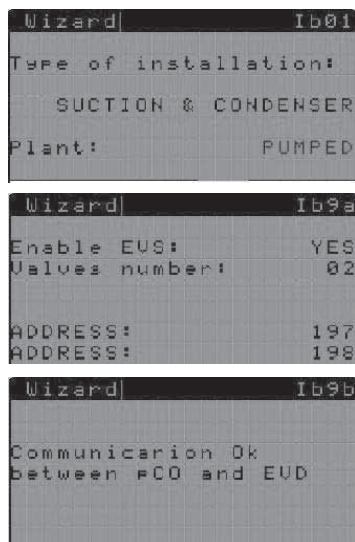 Wizard Ib01
Type of installation:
SUCTION & CONDENSER
Plant: PUMPED
Wizard Ib9a
Enable EVS: YES
Valves number: 02
ADDRESS: 197
ADDRESS: 198
Wizard Ib9b
Communicarion Ok
between pCO and EVD